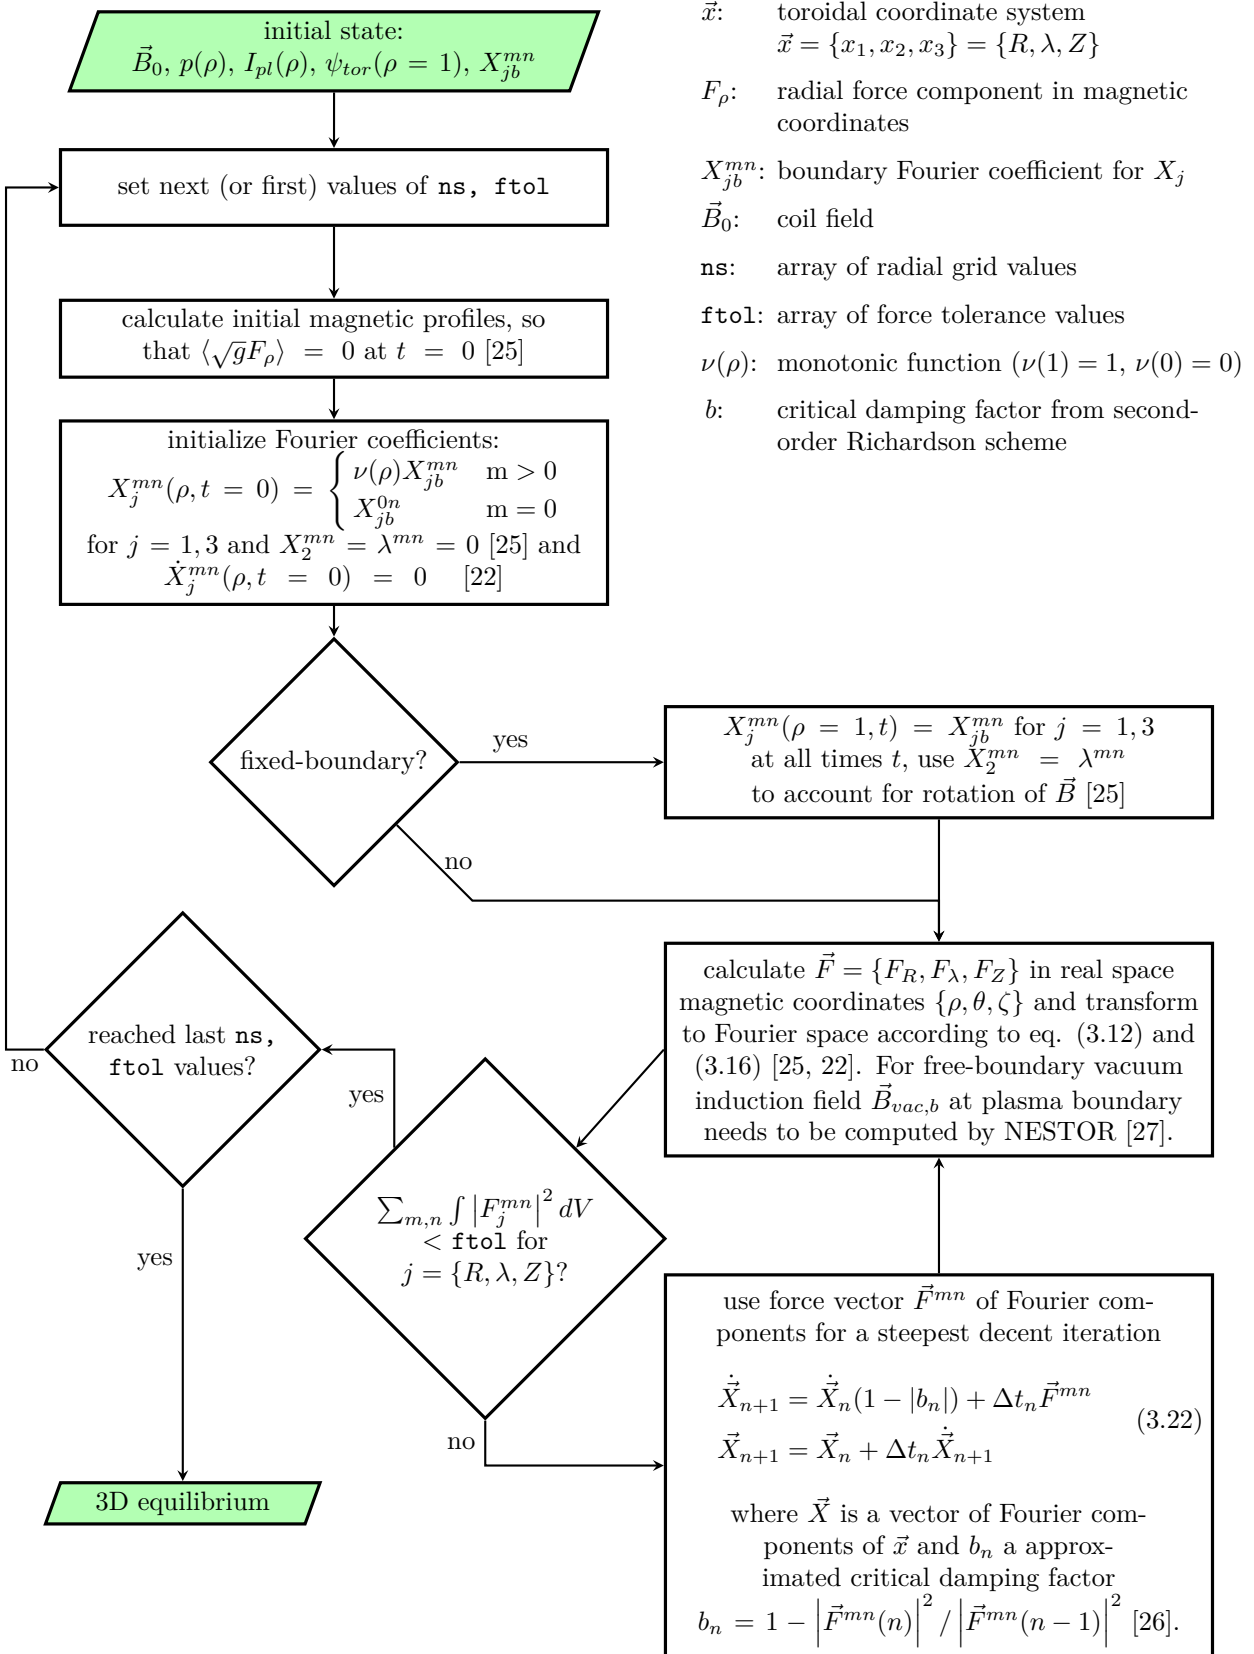 initial state:
$\vec{B}_0$, $p(\rho)$, $I_{pl}(\rho)$, $\psi_{tor}(\rho = 1)$, $X_{jb}^{mn}$
set next (or first) values of ns, ftol
calculate initial magnetic profiles, so
that $\langle\sqrt{g}F_\rho\rangle = 0$ at $t = 0$ [25]
initialize Fourier coefficients:
$X_j^{mn}(\rho, t = 0) = \begin{cases} \nu(\rho)X_{jb}^{mn} & \text{m} > 0 \\ X_{jb}^{0n} & \text{m} = 0 \end{cases}$
for $j = 1, 3$ and $X_2^{mn} = \lambda^{mn} = 0$ [25] and
$\dot{X}_j^{mn}(\rho, t = 0) = 0$ [22]
fixed-boundary?
yes
no
$X_j^{mn}(\rho = 1, t) = X_{jb}^{mn}$ for $j = 1, 3$
at all times $t$, use $X_2^{mn} = \lambda^{mn}$
to account for rotation of $\vec{B}$ [25]
calculate $\vec{F} = \{F_R, F_\lambda, F_Z\}$ in real space
magnetic coordinates $\{\rho, \theta, \zeta\}$ and transform
to Fourier space according to eq. (3.12) and
(3.16) [25, 22]. For free-boundary vacuum
induction field $\vec{B}_{vac,b}$ at plasma boundary
needs to be computed by NESTOR [27].
$\sum_{m,n} \int \left|F_j^{mn}\right|^2 dV$
< ftol for
$j = \{R, \lambda, Z\}$?
yes
no
reached last ns,
ftol values?
no
yes
3D equilibrium
use force vector $\vec{F}^{mn}$ of Fourier com-
ponents for a steepest decent iteration
$\dot{\vec{X}}_{n+1} = \dot{\vec{X}}_n(1 - |b_n|) + \Delta t_n \vec{F}^{mn}$
$\vec{X}_{n+1} = \vec{X}_n + \Delta t_n \dot{\vec{X}}_{n+1}$
(3.22)
where $\vec{X}$ is a vector of Fourier com-
ponents of $\vec{x}$ and $b_n$ a approx-
imated critical damping factor
$b_n = 1 - \left|\vec{F}^{mn}(n)\right|^2 / \left|\vec{F}^{mn}(n-1)\right|^2$ [26].
$\vec{x}$: toroidal coordinate system
$\vec{x} = \{x_1, x_2, x_3\} = \{R, \lambda, Z\}$
$F_\rho$: radial force component in magnetic
coordinates
$X_{jb}^{mn}$: boundary Fourier coefficient for $X_j$
$\vec{B}_0$: coil field
ns: array of radial grid values
ftol: array of force tolerance values
$\nu(\rho)$: monotonic function ($\nu(1) = 1$, $\nu(0) = 0$)
$b$: critical damping factor from second-
order Richardson scheme